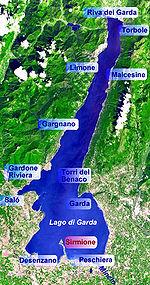 Riva del Garda
Torbole
Limone
Malcesine
Gargnano
Gardone
Riviera
Torri del
Benaco
Salò
Garda
Lago di Garda
Sirmione
Desenzano
Peschiera